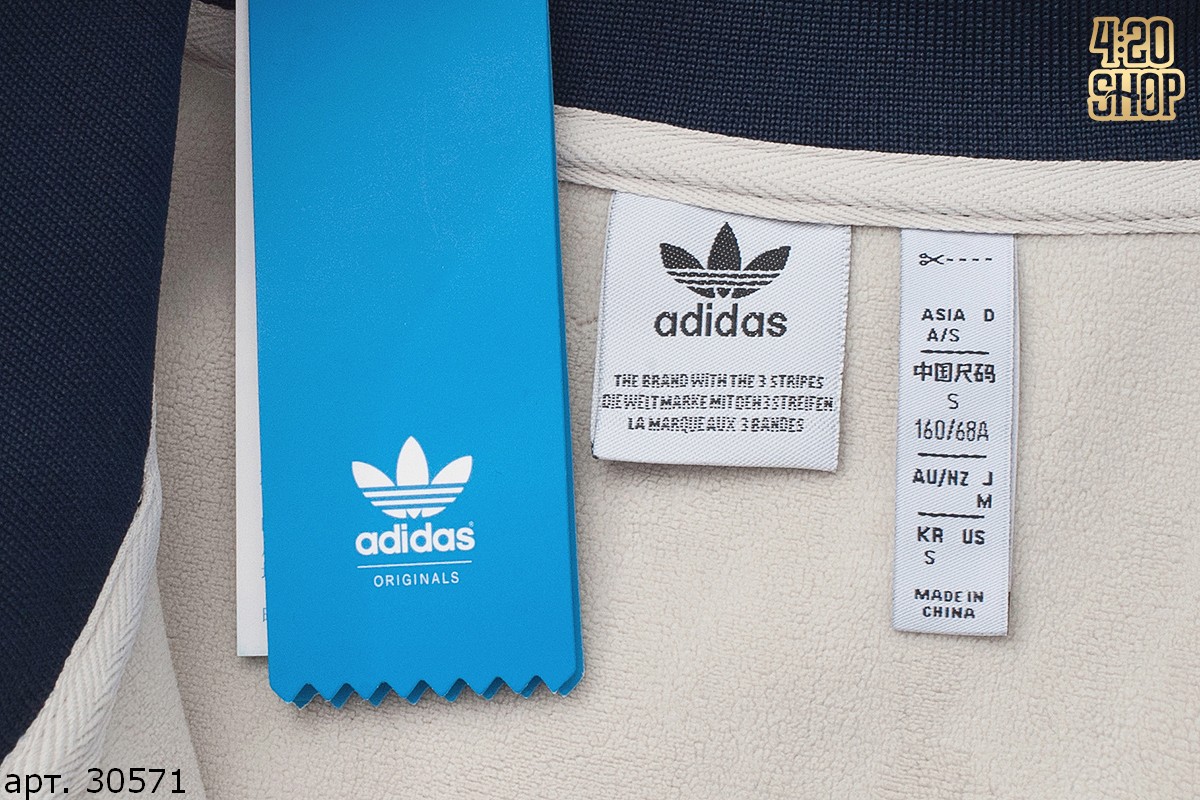 4:20
SHOP
adidas
ORIGINALS
adidas
THE BRAND WITH THE 3 STRIPES
DIE WELTMARKE MIT DEN 3 STREIFEN
LA MARQUE AUX 3 BANDES
ASIA D
A/S
中国尺码
S
160/68A
AU/NZ J
M
KR US
S
MADE IN
CHINA
арт. 30571